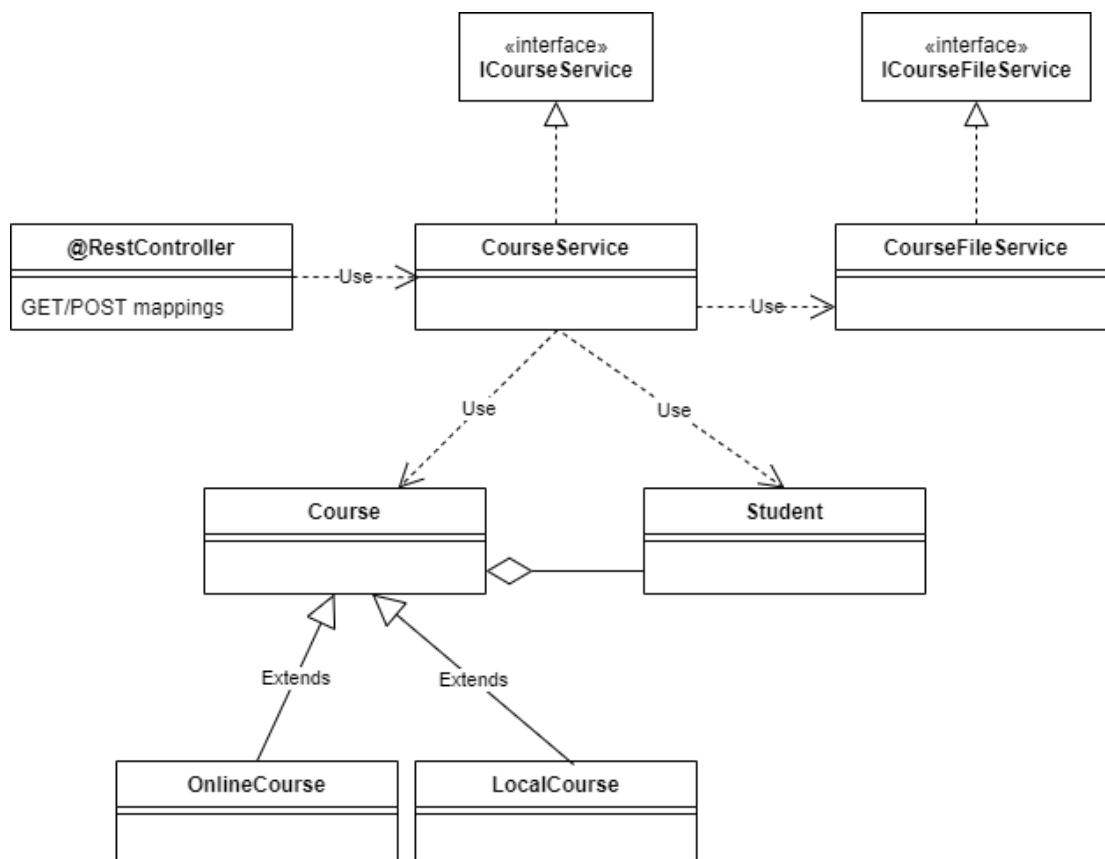 «interface»
ICourseService
«interface»
ICourseFileService
@RestController
GET/POST mappings
Use
CourseService
Use
CourseFileService
Use
Use
Course
Student
Extends
Extends
OnlineCourse
LocalCourse